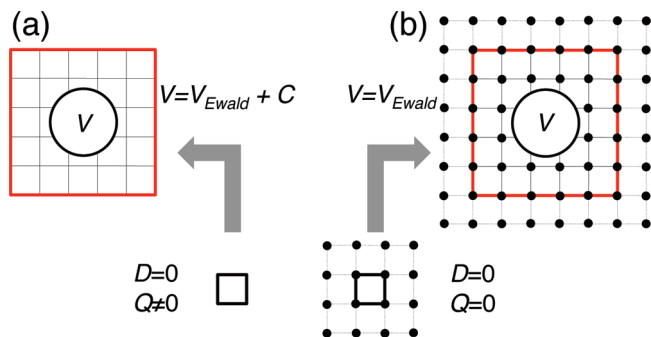 (a)
V
V=V_Ewald + C
D=0
Q≠0
(b)
V=V_Ewald
V
D=0
Q=0